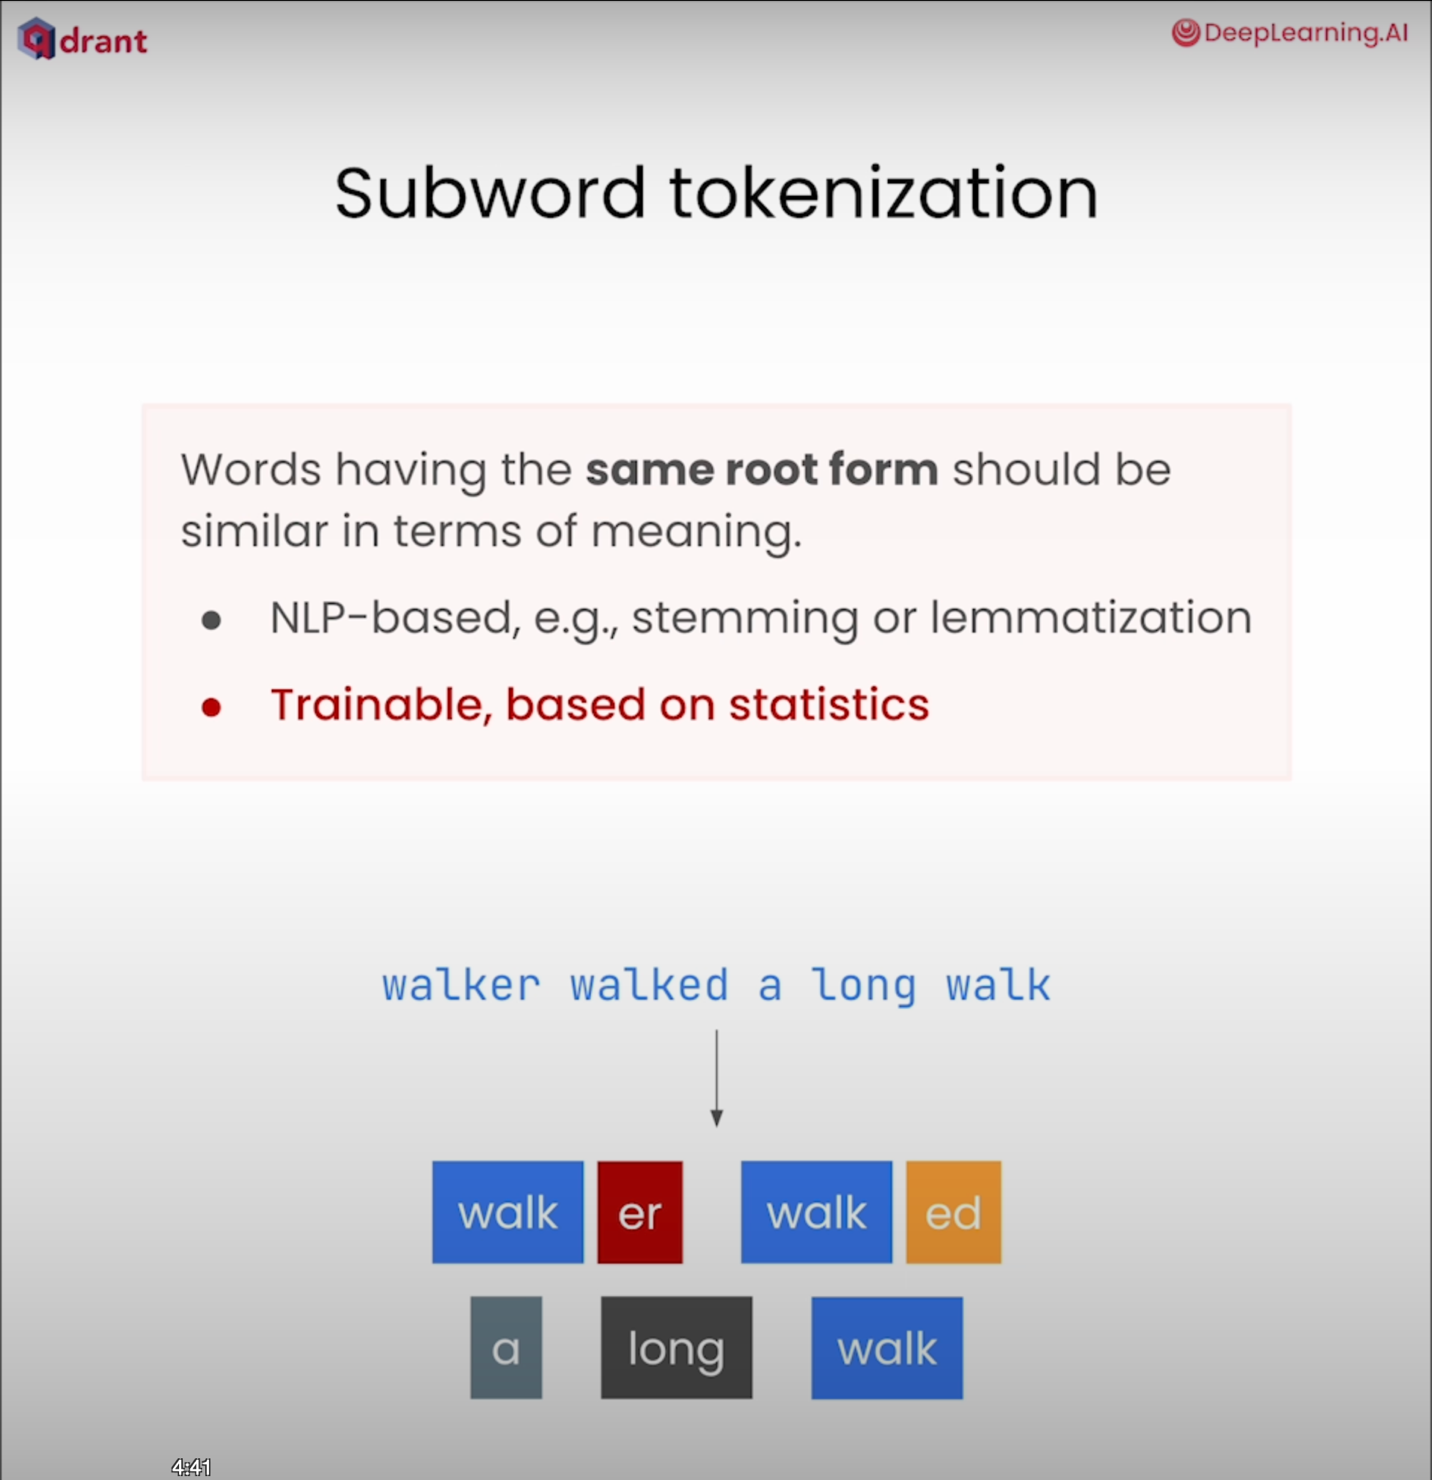 qdrant
DeepLearning.AI
Subword tokenization
Words having the same root form should be
similar in terms of meaning.
● NLP-based, e.g., stemming or lemmatization
● Trainable, based on statistics
walker walked a long walk
walk er walk ed
a long walk
4:41